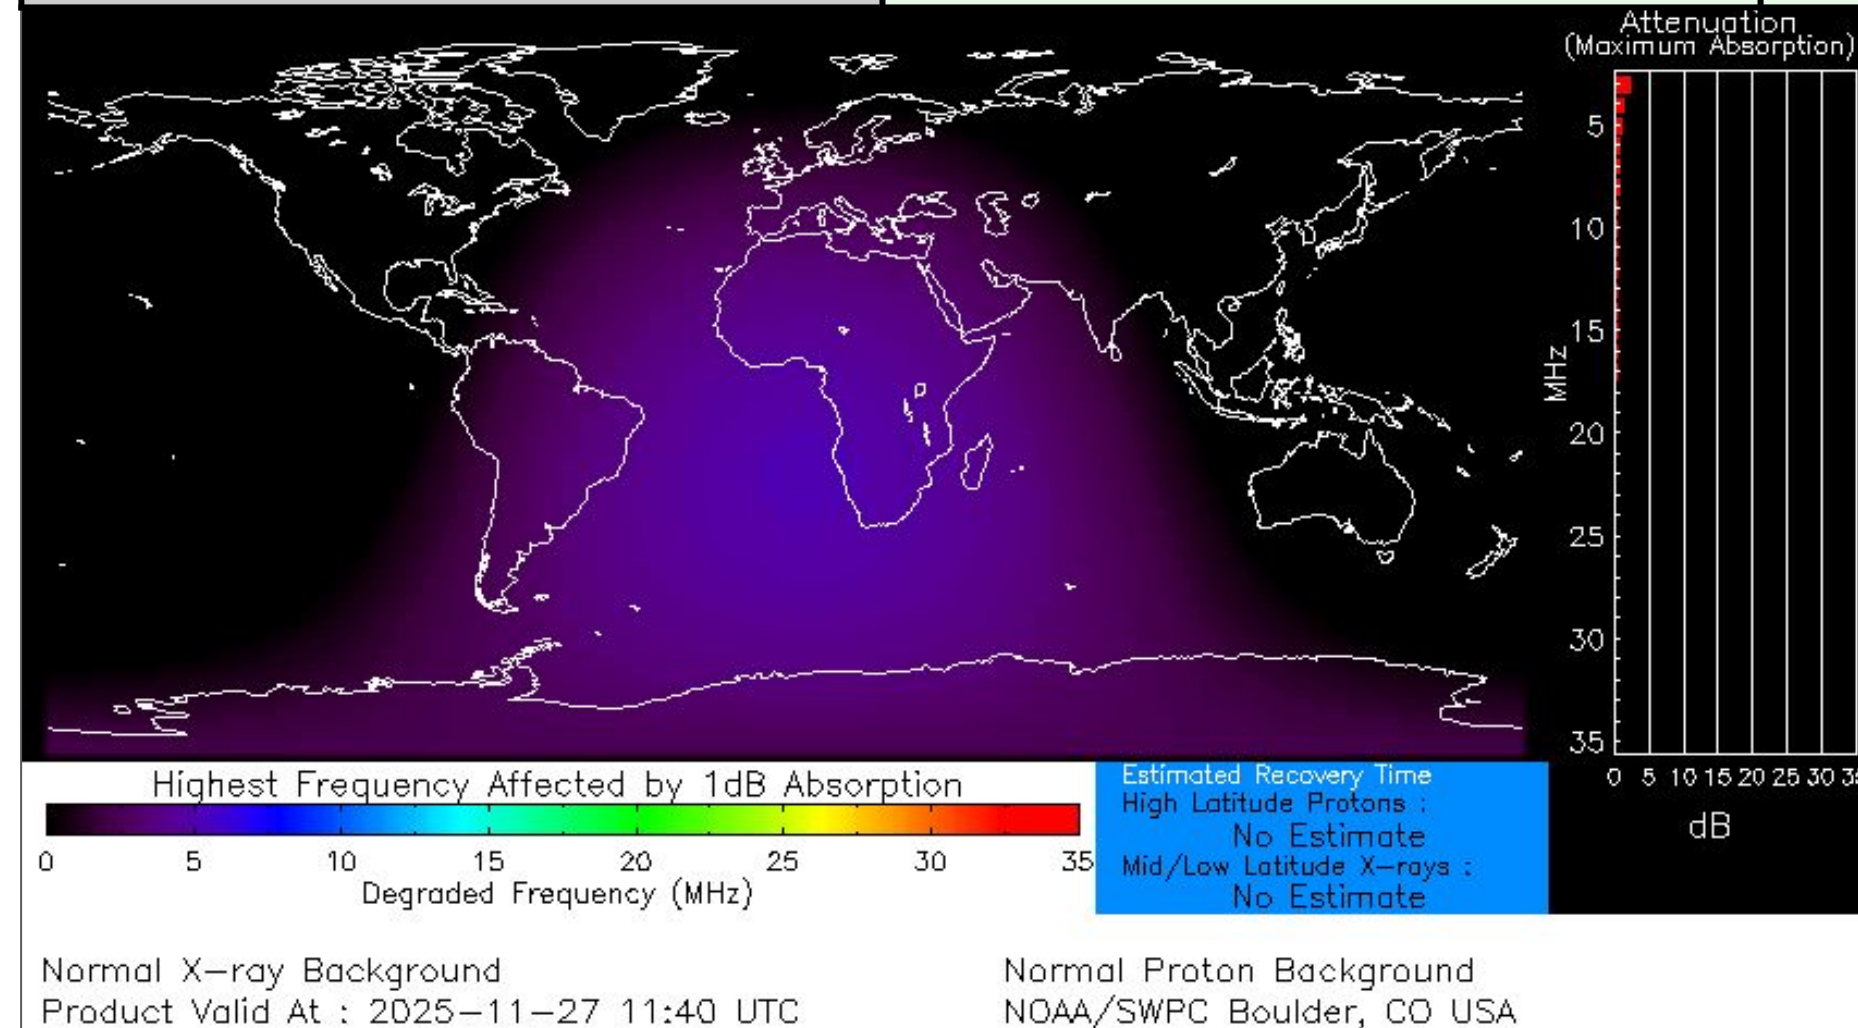 Attenuation
(Maximum Absorption)
5
10
15
20
25
30
35
MHz
0 5 10 15 20 25 30
dB
Highest Frequency Affected by 1dB Absorption
0 5 10 15 20 25 30 35
Degraded Frequency (MHz)
Estimated Recovery Time
High Latitude Protons :
No Estimate
Mid/Low Latitude X-rays :
No Estimate
Normal X-ray Background
Product Valid At : 2025-11-27 11:40 UTC
Normal Proton Background
NOAA/SWPC Boulder, CO USA